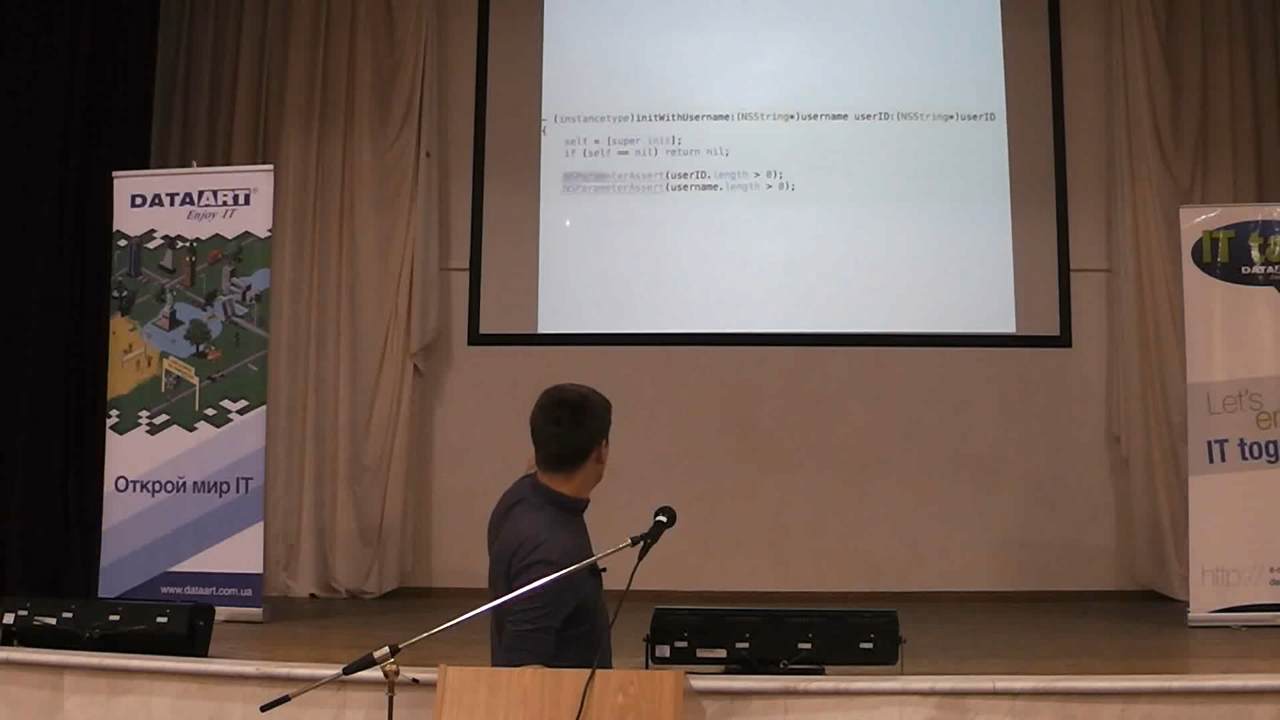 - (instancetype)initWithUsername:(NSString*)username userID:(NSString*)userID
{
self = [super init];
if (self == nil) return nil;
NSParameterAssert(userID.length > 0);
NSParameterAssert(username.length > 0);
DATAART®
Enjoy IT
Открой мир IT
www.dataart.com.ua
IT
Let's
IT
http://